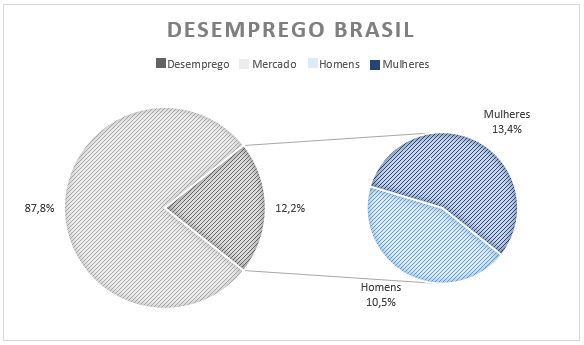 DESEMPREGO BRASIL
Desemprego Mercado Homens Mulheres
Mulheres
13,4%
87,8%
12,2%
Homens
10,5%